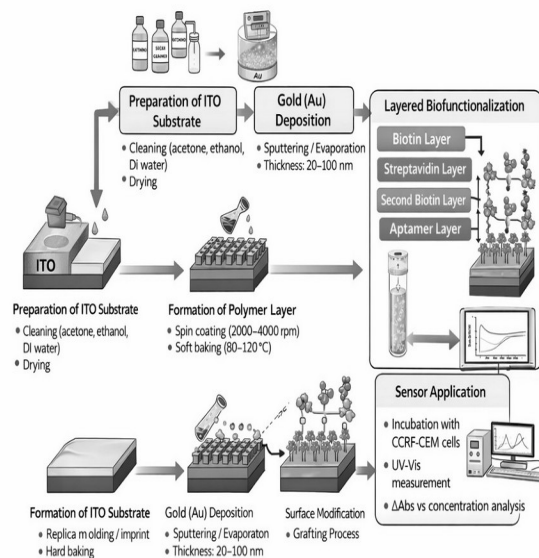 Au
Preparation of ITO
Substrate
• Cleaning (acetone, ethanol,
Di water)
• Drying
Gold (Au)
Deposition
• Sputtering / Evaporation
• Thickness: 20–100 nm
Layered Biofunctionalization
Biotin Layer
Streptavidin Layer
Second Biotin Layer
Aptamer Layer
ITO
Preparation of ITO Substrate
• Cleaning (acetone, ethanol,
DI water)
• Drying
Formation of Polymer Layer
• Spin coating (2000–4000 rpm)
• Soft baking (80–120 °C)
Sensor Application
• Incubation with
CCRF-CEM cells
• UV-Vis
measurement
• ΔAbs vs concentration analysis
Formation of ITO Substrate
• Replica m olding / imprint
• Hard baking
Gold (Au) Deposition
• Sputtering / Evaporaton
• Thickness: 20–100 nm
Surface Modification
• Grafting Process